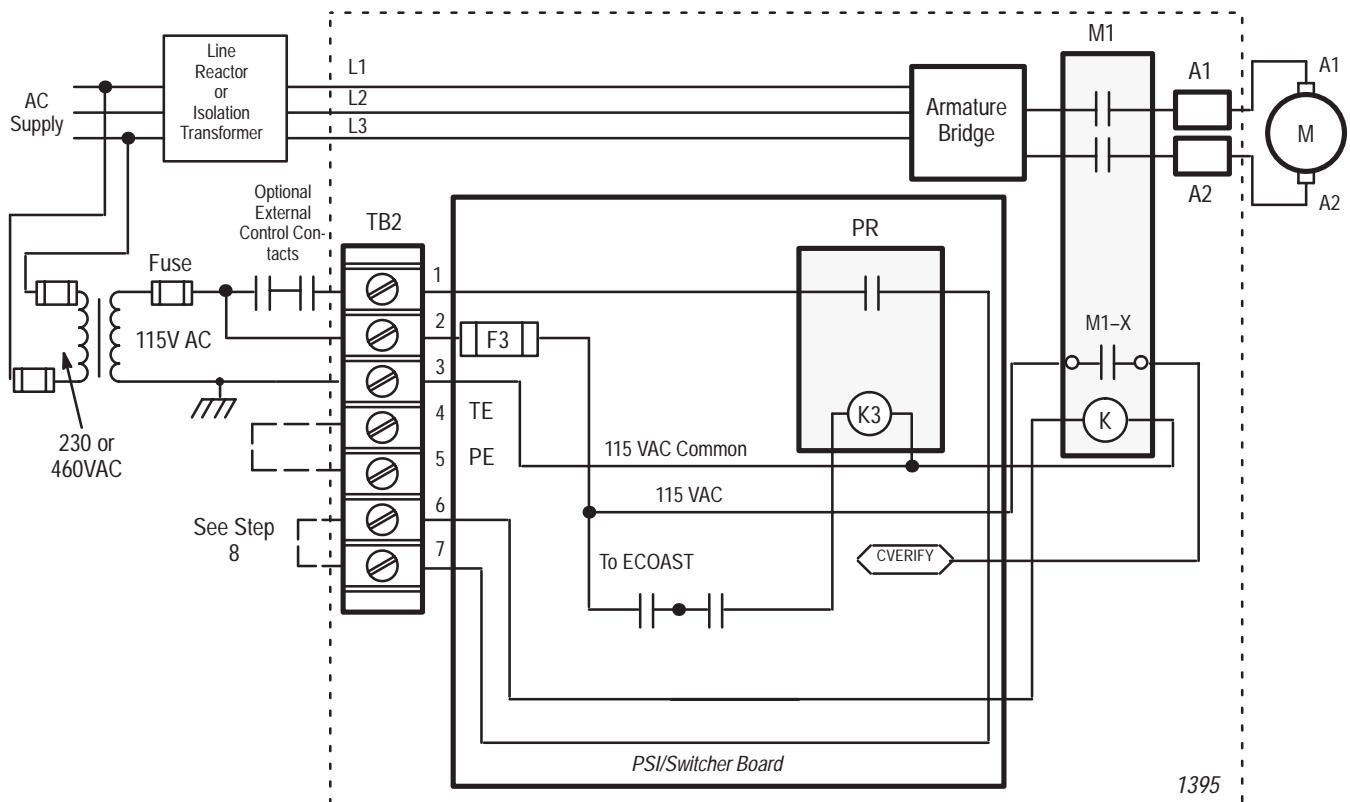 M1
Line
Reactor
or
Isolation
Transformer
L1
L2
L3
AC
Supply
Armature
Bridge
A1
A2
A1
M
A2
Optional
External
Control Con-
tacts
TB2
PR
Fuse
1
2
F3
115V AC
3
M1–X
4
TE
K3
K
5
PE
115 VAC Common
230 or
460VAC
115 VAC
6
See Step
8
7
To ECOAST
CVERIFY
PSI/Switcher Board
1395